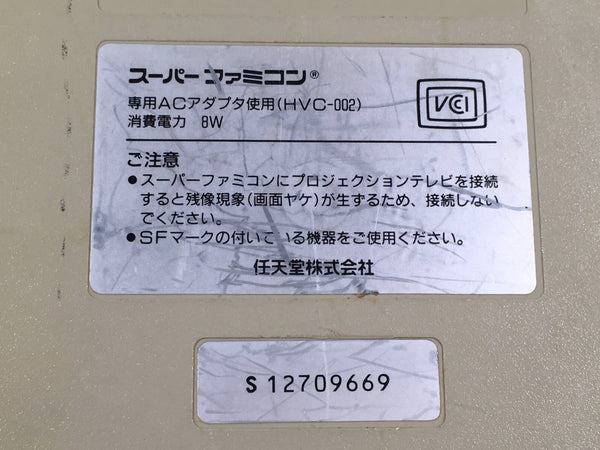 スーパーファミコン®
専用ACアダプタ使用(HVC-002)
消費電力 8W
VCCI
ご注意
●スーパーファミコンにプロジェクションテレビを接続
すると残像現象(画面ヤケ)が生ずるため、接続しない
でください。
●SFマークの付いている機器をご使用ください。
任天堂株式会社
S 12709669